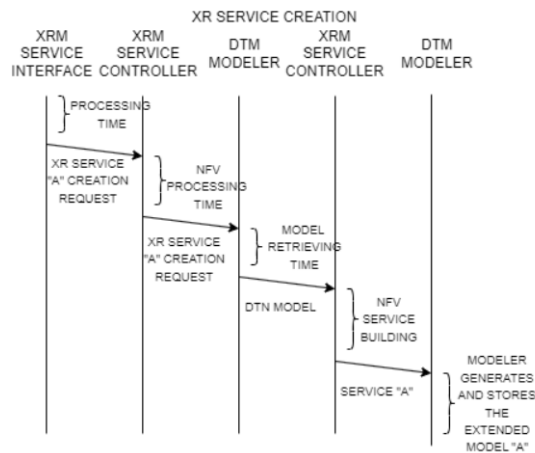 XR SERVICE CREATION
XRM
SERVICE
INTERFACE
XRM
SERVICE
CONTROLLER
DTM
MODELER
XRM
SERVICE
CONTROLLER
DTM
MODELER
PROCESSING
TIME
XR SERVICE
"A" CREATION
REQUEST
NFV
PROCESSING
TIME
XR SERVICE
"A" CREATION
REQUEST
MODEL
RETRIEVING
TIME
DTN MODEL
NFV
SERVICE
BUILDING
SERVICE "A"
MODELER
GENERATES
AND STORES
THE
EXTENDED
MODEL "A"